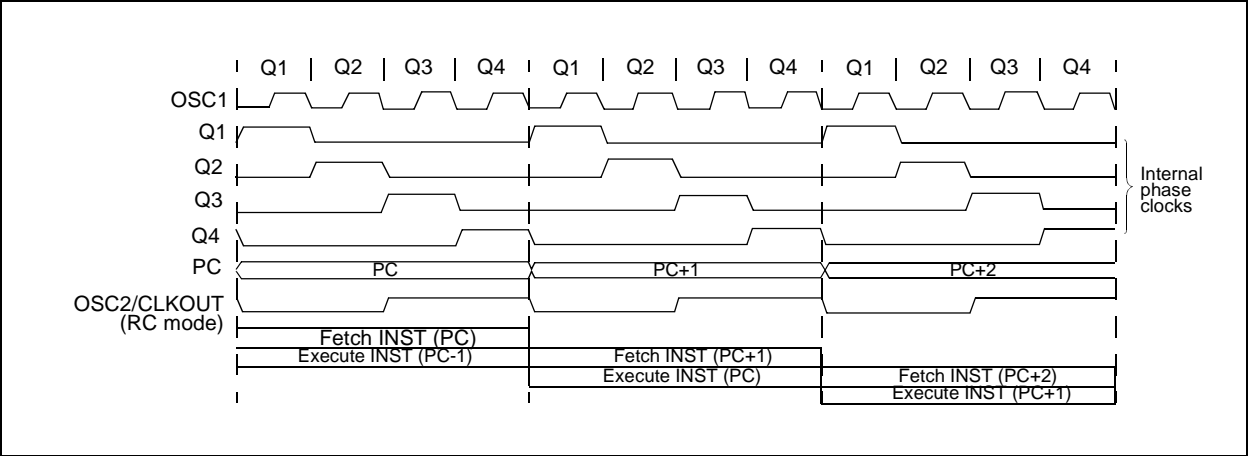 Q1 Q2 Q3 Q4 Q1 Q2 Q3 Q4 Q1 Q2 Q3 Q4
OSC1
Q1
Q2
Q3
Q4
PC
PC PC+1 PC+2
OSC2/CLKOUT
(RC mode)
Internal
phase
clocks
Fetch INST (PC)
Execute INST (PC-1) Fetch INST (PC+1)
Execute INST (PC) Fetch INST (PC+2)
Execute INST (PC+1)